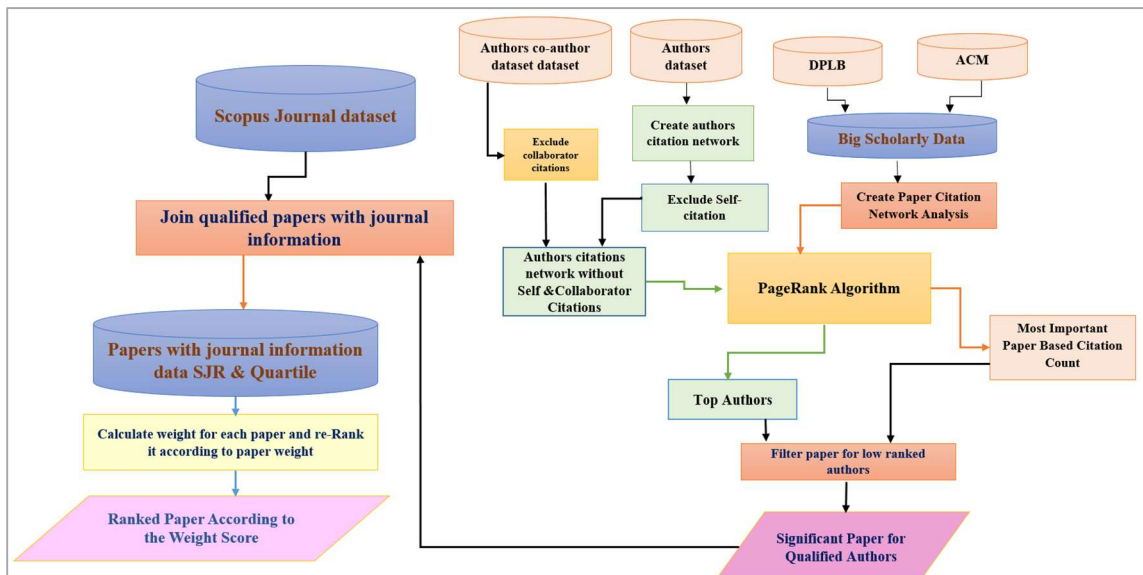 Authors co-author
dataset dataset
Authors
dataset
DPLB
ACM
Scopus Journal dataset
Create authors
citation network
Big Scholarly Data
Exclude
collaborator
citations
Exclude Self-
citation
Create Paper Citation
Network Analysis
Join qualified papers with journal
information
Authors citations
network without
Self &Collaborator
Citations
PageRank Algorithm
Most Important
Paper Based Citation
Count
Papers with journal information
data SJR & Quartile
Top Authors
Calculate weight for each paper and re-Rank
it according to paper weight
Filter paper for low ranked
authors
Ranked Paper According to
the Weight Score
Significant Paper for
Qualified Authors